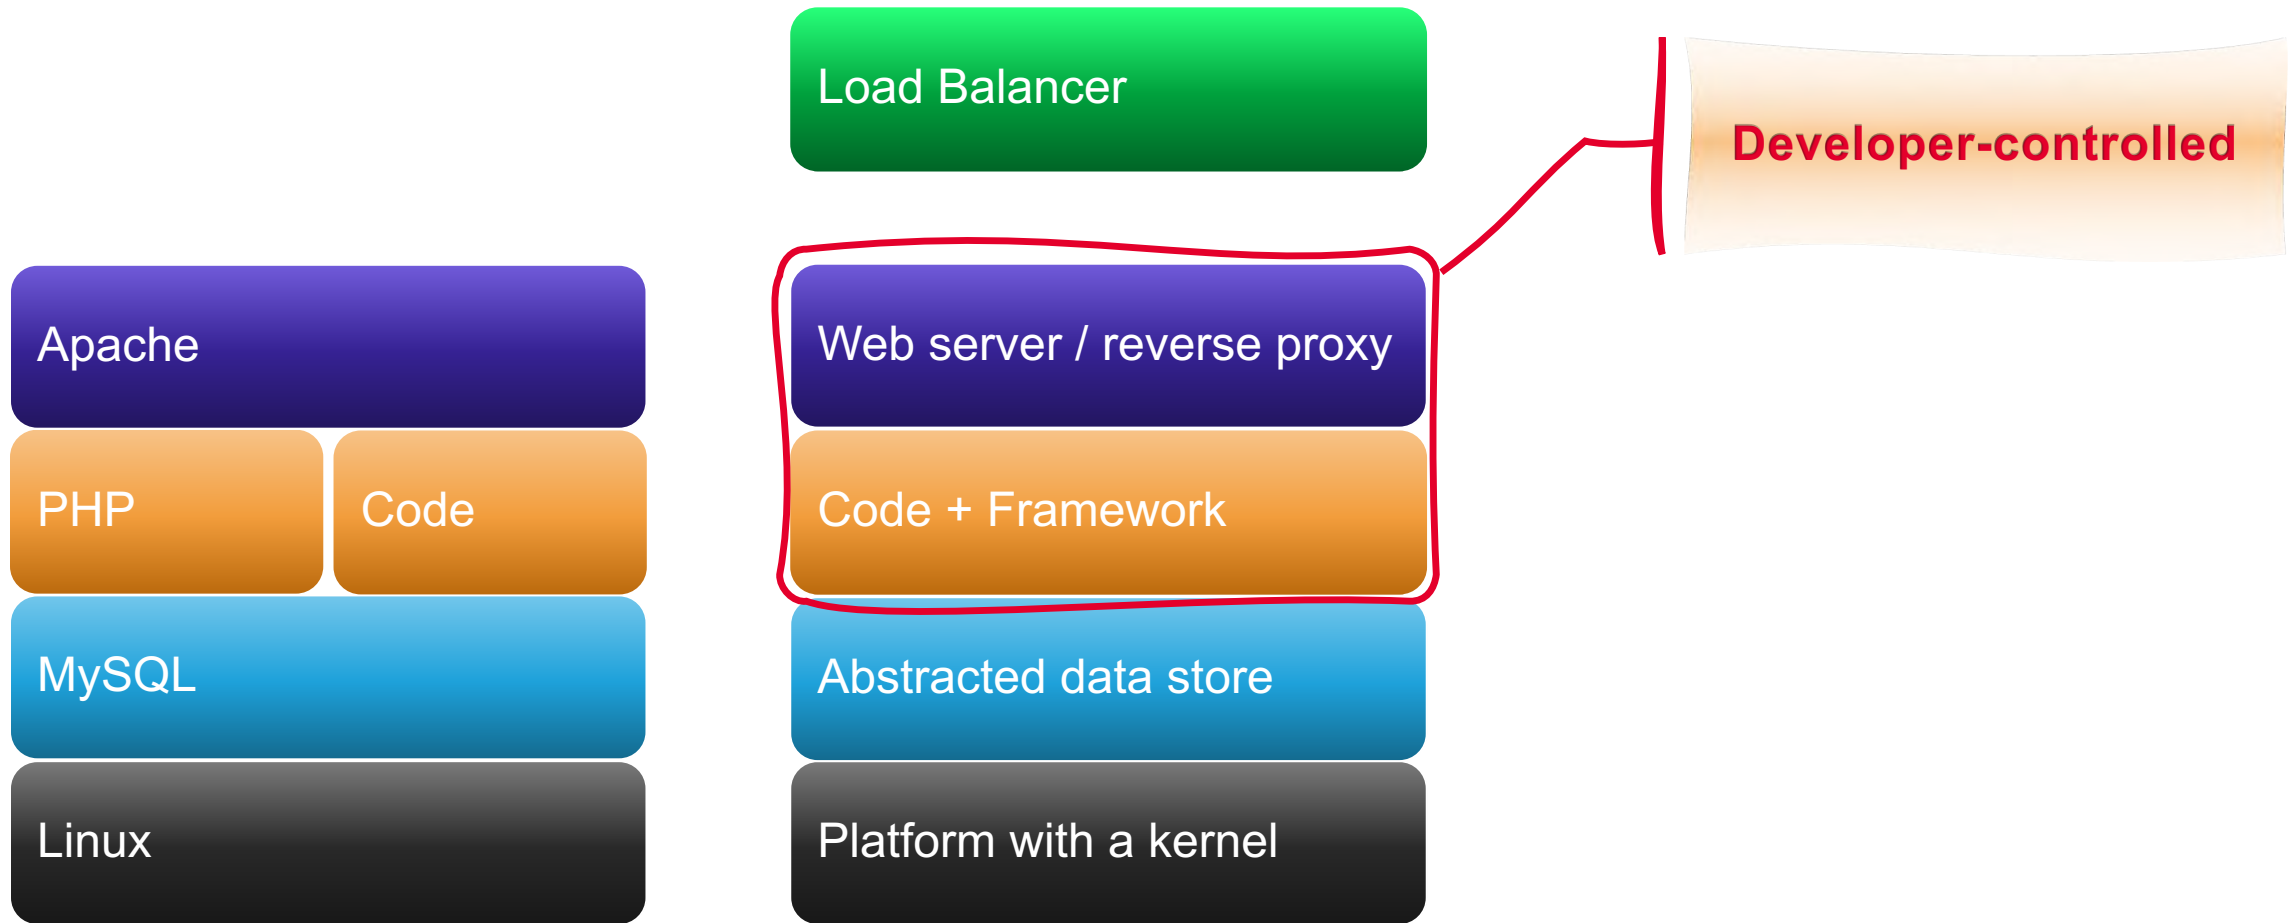 Load Balancer
Developer-controlled
Apache
Web server / reverse proxy
PHP
Code
Code + Framework
MySQL
Abstracted data store
Linux
Platform with a kernel